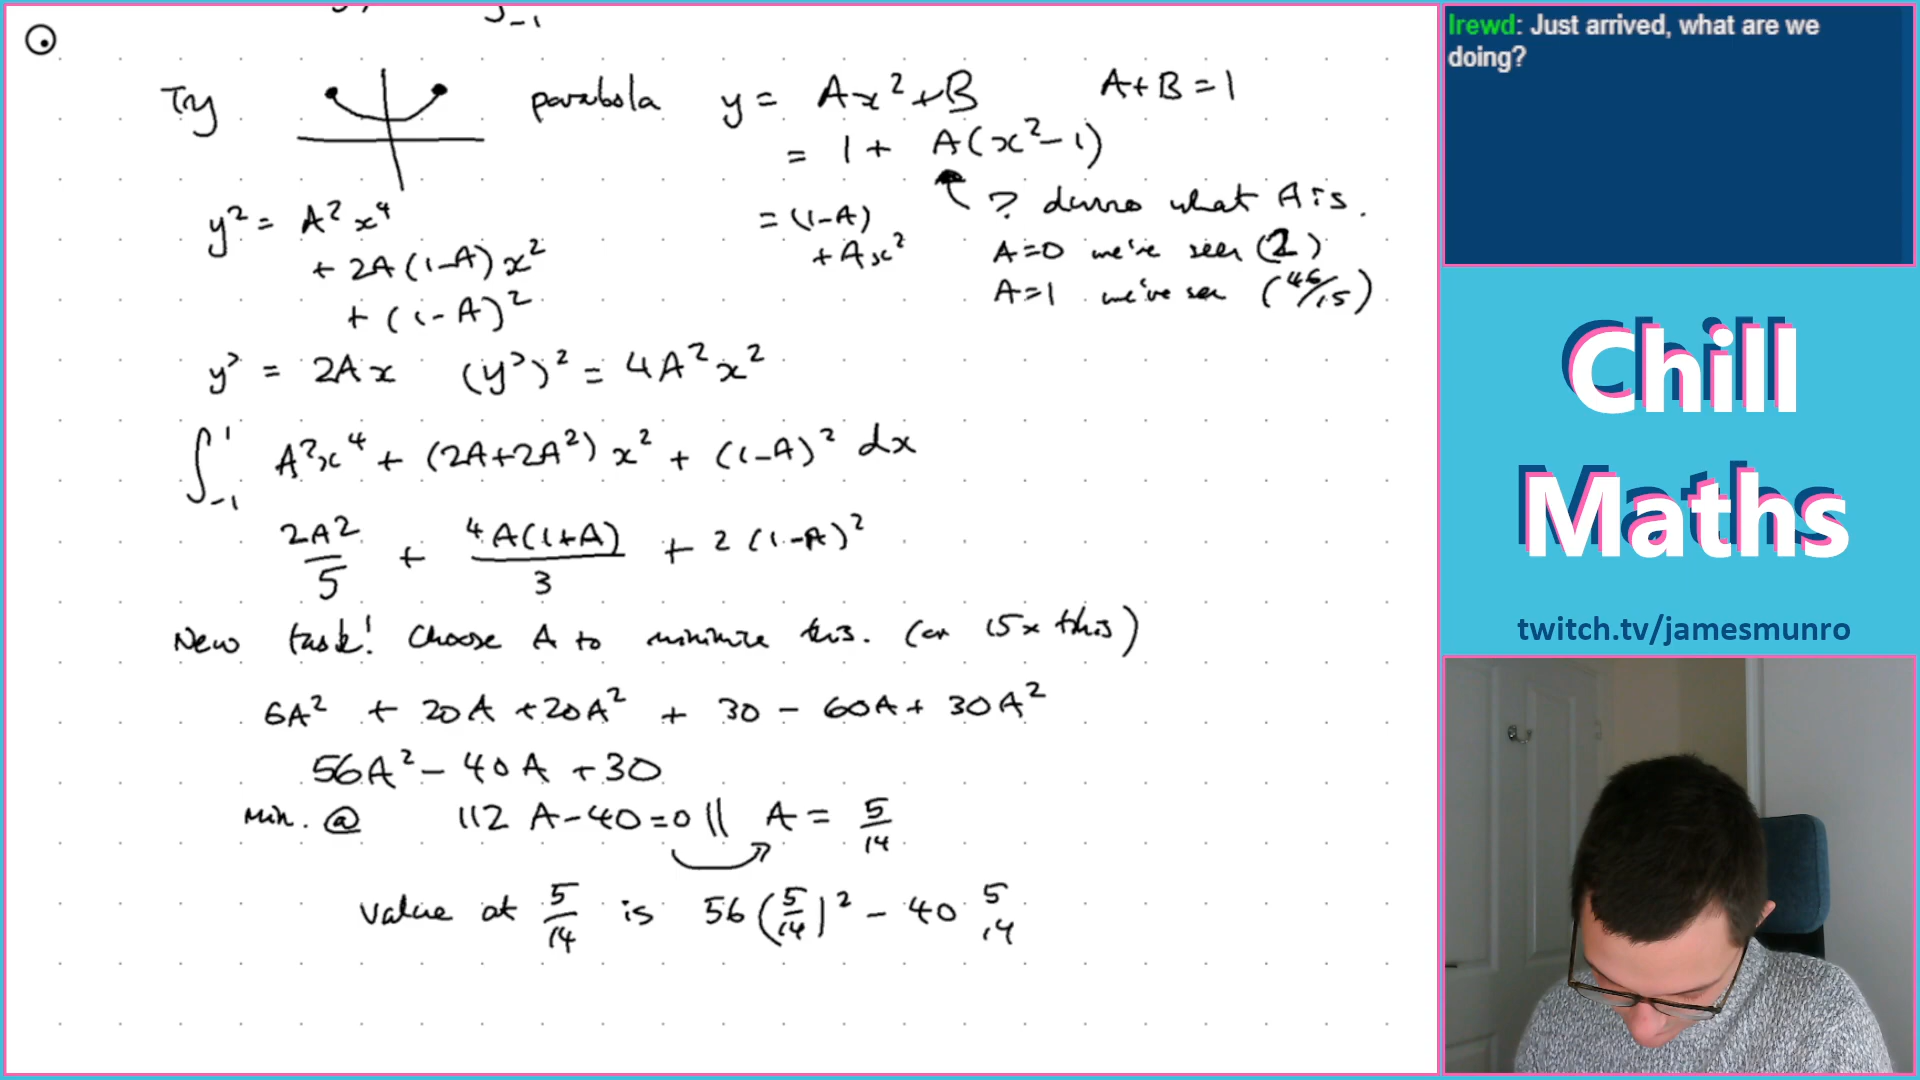 Try parabola y = Ax² + B A + B = 1
= 1 + A(x² - 1)
? dunno what A is.
y² = A² x⁴ = (1-A)
+ 2A(1-A) x² + Ax² A=0 we've seen (2)
+ (1-A)² A=1 we've seen (46/15)
y' = 2Ax (y')² = 4A²x²
∫₋₁¹ A²x⁴ + (2A+2A²) x² + (1-A)² dx
2A²/5 + 4A(1+A)/3 + 2(1-A)²
New task! Choose A to minimize this. (or 15x this)
6A² + 20A + 20A² + 30 - 60A + 30A²
56A² - 40A + 30
Min. @ 112 A - 40 = 0 || A = 5/14
Value at 5/14 is 56 (5/14)² - 40 5/14
lrewd: Just arrived, what are we
doing?
Chill
Maths
twitch.tv/jamesmunro